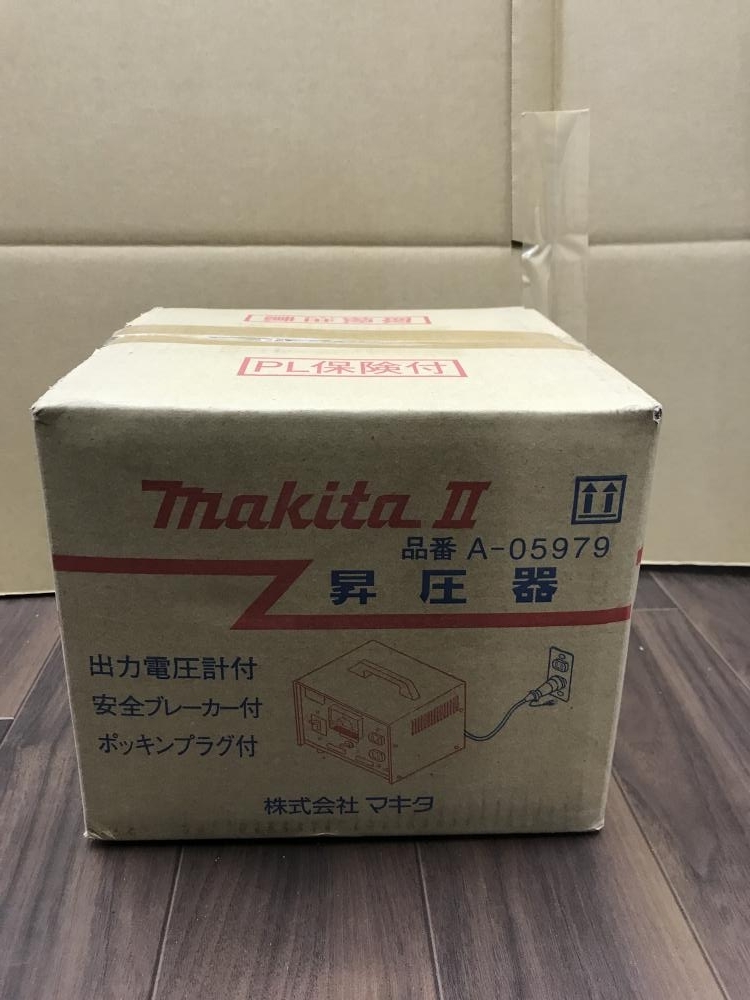 PL保険付
makita II
品番 A-05979
昇圧器
出力電圧計付
安全ブレーカー付
ポッキンプラグ付
株式会社 マキタ